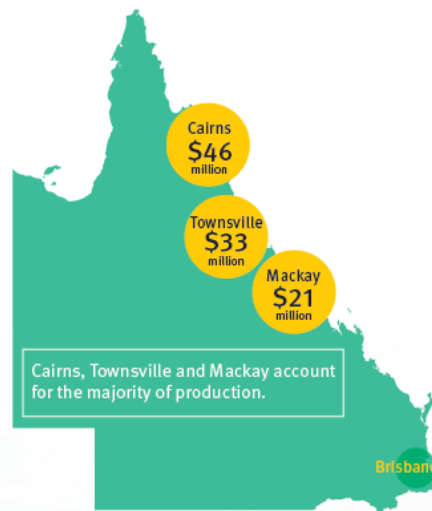 Cairns
$46
million
Townsville
$33
million
Mackay
$21
million
Cairns, Townsville and Mackay account
for the majority of production.
Brisban